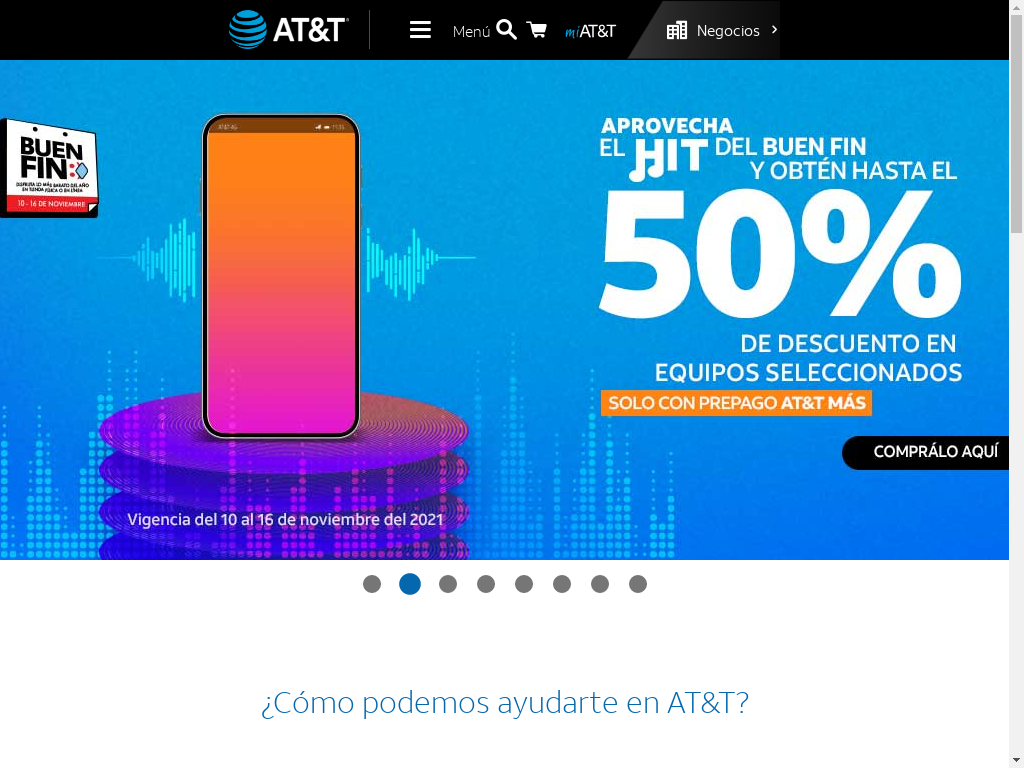 AT&T
Menú
miAT&T
Negocios
BUEN
FIN
DISFRUTA LO MÁS BARATO DEL AÑO
EN TIENDA FÍSICA O EN LÍNEA
10 - 16 DE NOVIEMBRE
AT&T 4G
APROVECHA
EL HIT DEL BUEN FIN
Y OBTÉN HASTA EL
50%
DE DESCUENTO EN
EQUIPOS SELECCIONADOS
SOLO CON PREPAGO AT&T MÁS
COMPRÁLO AQUÍ
Vigencia del 10 al 16 de noviembre del 2021
¿Cómo podemos ayudarte en AT&T?